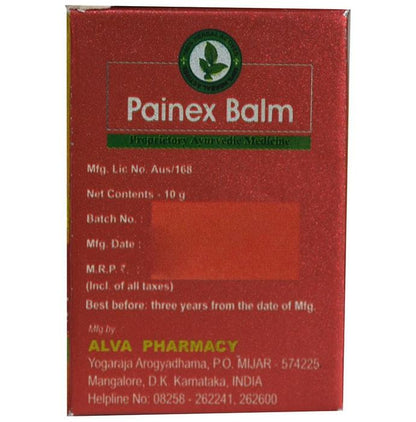 Painex Balm
Proprietary Ayurvedic Medicine
Mfg. Lic No. Aus/168
Net Contents - 10 g
Batch No. :
Mfg. Date :
M.R.P. ₹. :
(Incl. of all taxes)
Best before: three years from the date of Mfg.
Mfg by
ALVA PHARMACY
Yogaraja Arogyadhama, P.O. MIJAR - 574225
Mangalore, D.K. Karnataka, INDIA
Helpline No: 08258 - 262241, 262600